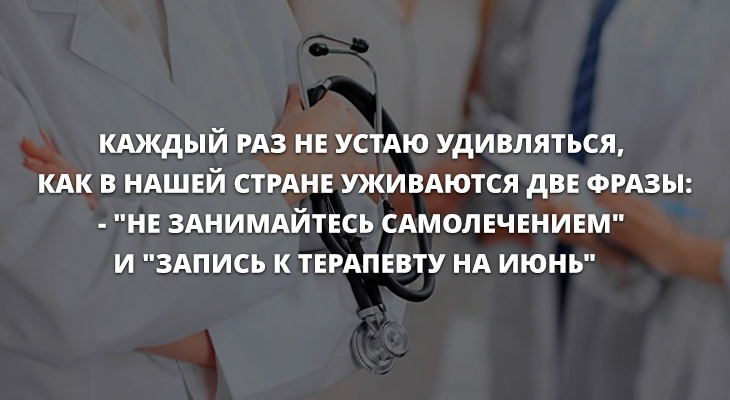 КАЖДЫЙ РАЗ НЕ УСТАЮ УДИВЛЯТЬСЯ,
КАК В НАШЕЙ СТРАНЕ УЖИВАЮТСЯ ДВЕ ФРАЗЫ:
- "НЕ ЗАНИМАЙТЕСЬ САМОЛЕЧЕНИЕМ"
И "ЗАПИСЬ К ТЕРАПЕВТУ НА ИЮНЬ"